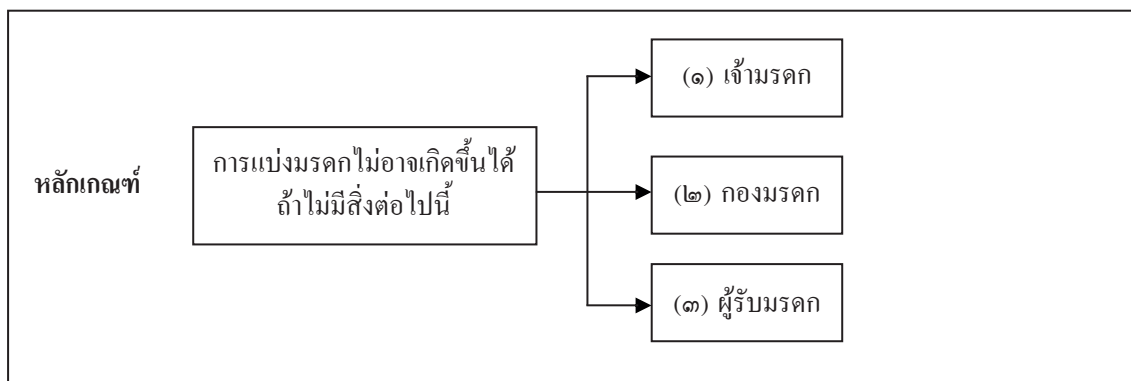 หลักเกณฑ์
การแบ่งมรดกไม่อาจเกิดขึ้นได้
ถ้าไม่มีสิ่งต่อไปนี้
(๑) เจ้ามรดก
(๒) กองมรดก
(๓) ผู้รับมรดก